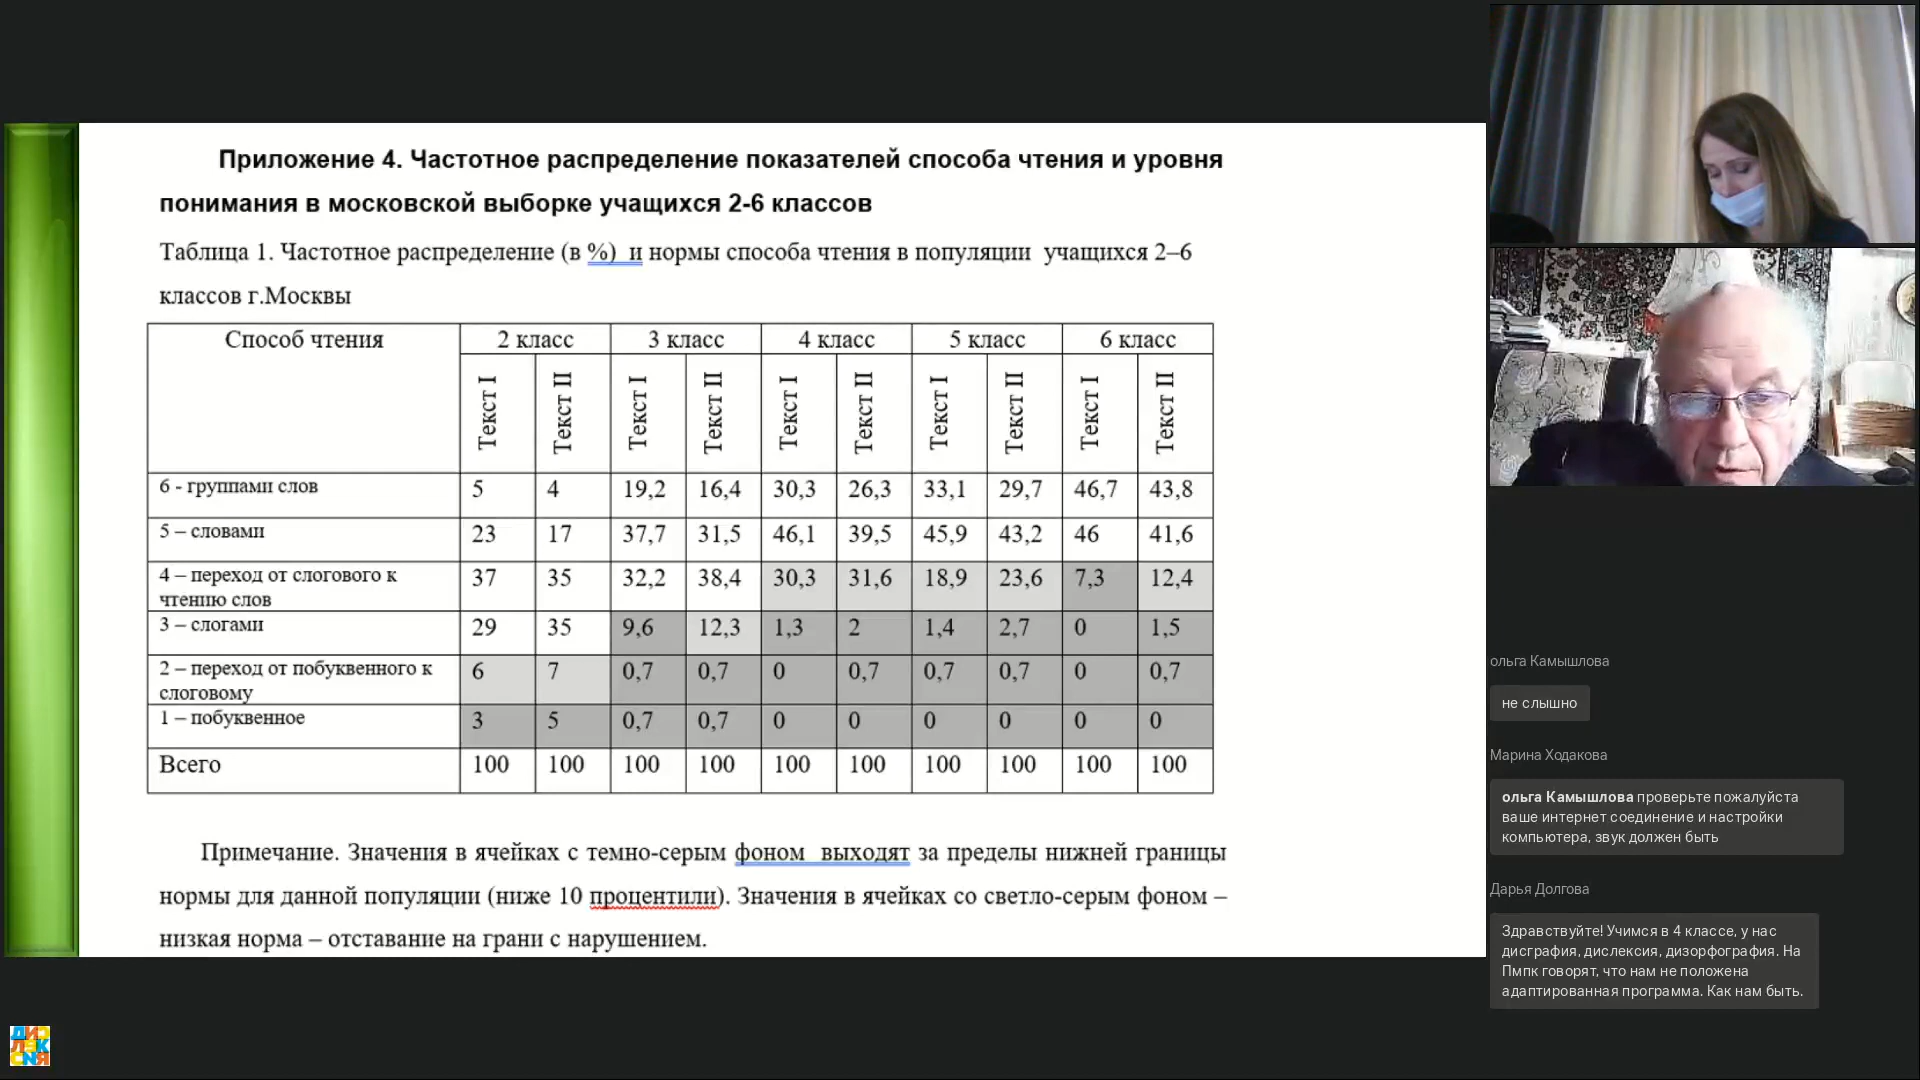 Приложение 4. Частотное распределение показателей способа чтения и уровня
понимания в московской выборке учащихся 2-6 классов
Таблица 1. Частотное распределение (в %) и нормы способа чтения в популяции учащихся 2–6
классов г.Москвы
Способ чтения 2 класс 3 класс 4 класс 5 класс 6 класс
Текст I Текст II Текст I Текст II Текст I Текст II Текст I Текст II Текст I Текст II
6 - группами слов 5 4 19,2 16,4 30,3 26,3 33,1 29,7 46,7 43,8
5 – словами 23 17 37,7 31,5 46,1 39,5 45,9 43,2 46 41,6
4 – переход от слогового к
чтению слов 37 35 32,2 38,4 30,3 31,6 18,9 23,6 7,3 12,4
3 – слогами 29 35 9,6 12,3 1,3 2 1,4 2,7 0 1,5
2 – переход от побуквенного к
слоговому 6 7 0,7 0,7 0 0,7 0,7 0,7 0 0,7
1 – побуквенное 3 5 0,7 0,7 0 0 0 0 0 0
Всего 100 100 100 100 100 100 100 100 100 100
Примечание. Значения в ячейках с темно-серым фоном выходят за пределы нижней границы
нормы для данной популяции (ниже 10 процентили). Значения в ячейках со светло-серым фоном –
низкая норма – отставание на грани с нарушением.
ольга Камышлова
не слышно
Марина Ходакова
ольга Камышлова проверьте пожалуйста
ваше интернет соединение и настройки
компьютера, звук должен быть
Дарья Долгова
Здравствуйте! Учимся в 4 классе, у нас
дисграфия, дислексия, дизорфография. На
Пмпк говорят, что нам не положена
адаптированная программа. Как нам быть.
ДИС
ЛЕК
СИЯ